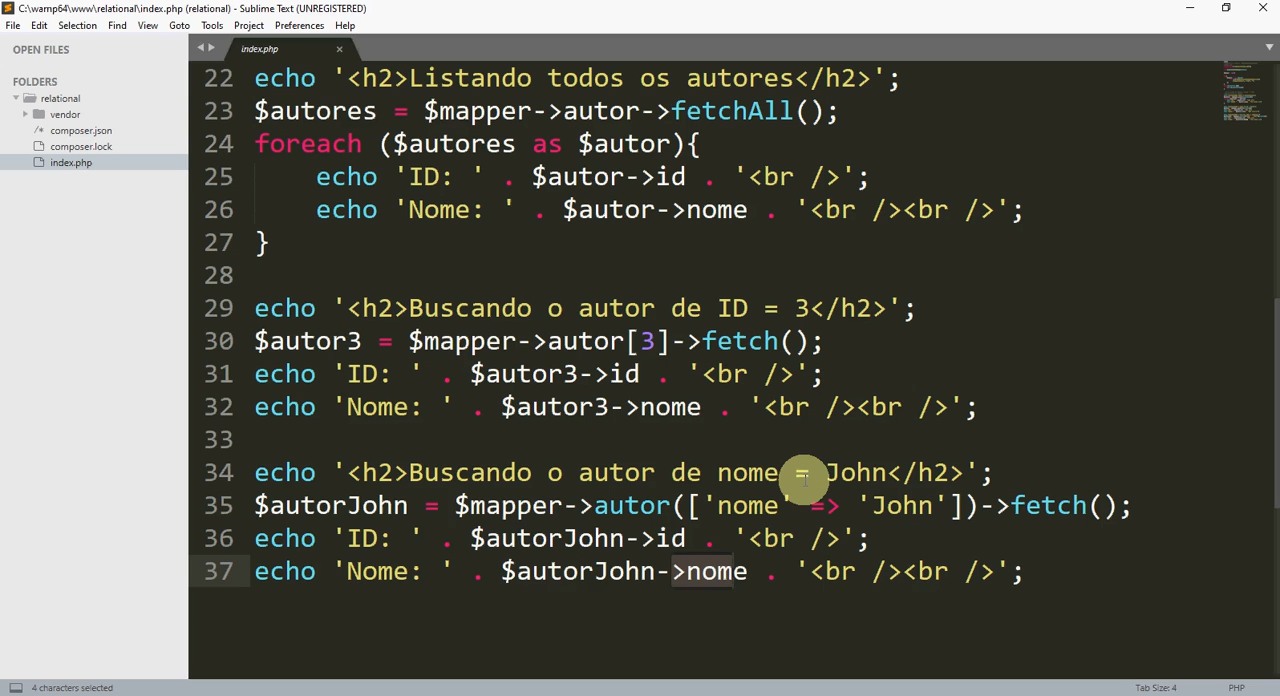 C:\wamp64\www\relational\index.php (relational) - Sublime Text (UNREGISTERED)
File Edit Selection Find View Goto Tools Project Preferences Help
OPEN FILES
FOLDERS
relational
vendor
composer.json
composer.lock
index.php
index.php
22 echo '<h2>Listando todos os autores</h2>';
23 $autores = $mapper->autor->fetchAll();
24 foreach ($autores as $autor){
25     echo 'ID: ' . $autor->id . '<br />';
26     echo 'Nome: ' . $autor->nome . '<br /><br />';
27 }
28
29 echo '<h2>Buscando o autor de ID = 3</h2>';
30 $autor3 = $mapper->autor[3]->fetch();
31 echo 'ID: ' . $autor3->id . '<br />';
32 echo 'Nome: ' . $autor3->nome . '<br /><br />';
33
34 echo '<h2>Buscando o autor de nome = John</h2>';
35 $autorJohn = $mapper->autor(['nome' => 'John'])->fetch();
36 echo 'ID: ' . $autorJohn->id . '<br />';
37 echo 'Nome: ' . $autorJohn->nome . '<br /><br />';
4 characters selected
Tab Size: 4
PHP